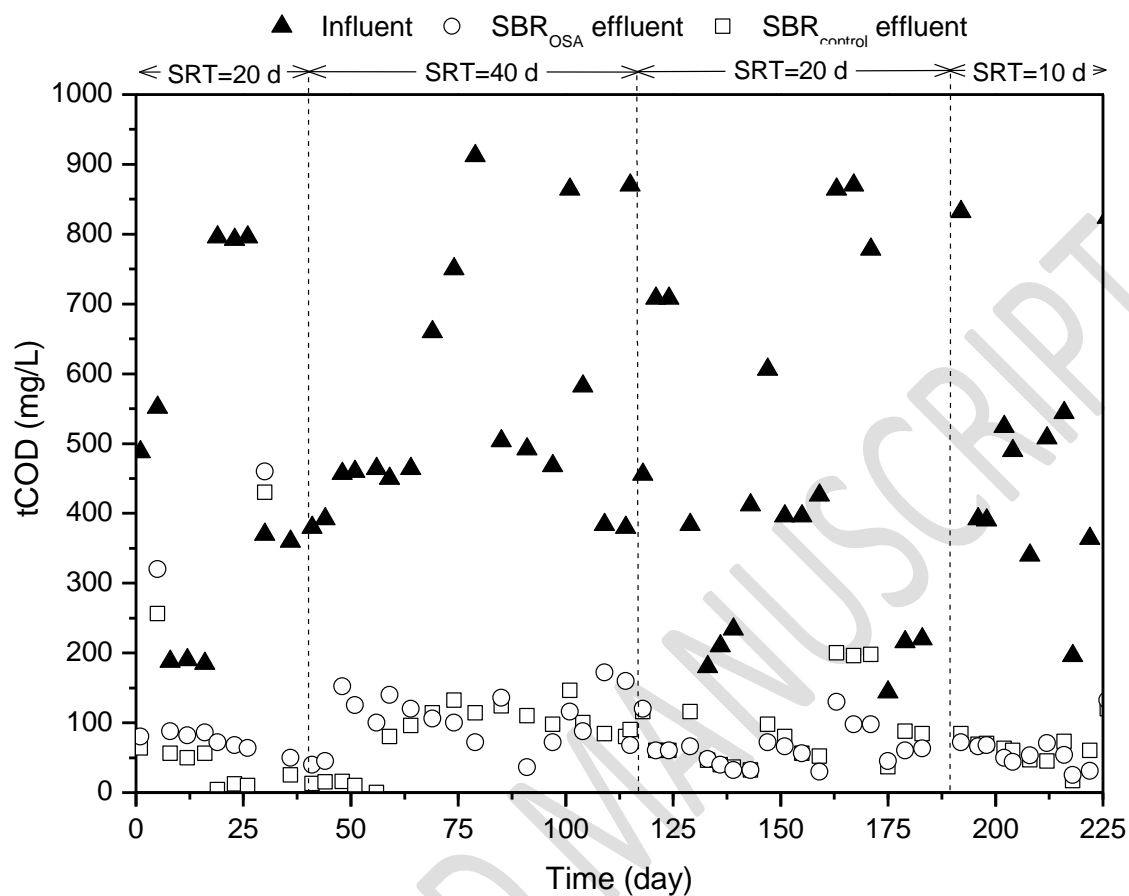 Influent SBR_OSA effluent SBR_control effluent
SRT=20 d SRT=40 d SRT=20 d SRT=10 d
1000
900
800
700
600
500
400
300
200
100
0
tCOD (mg/L)
0 25 50 75 100 125 150 175 200 225
Time (day)
D MANUSCRIPT